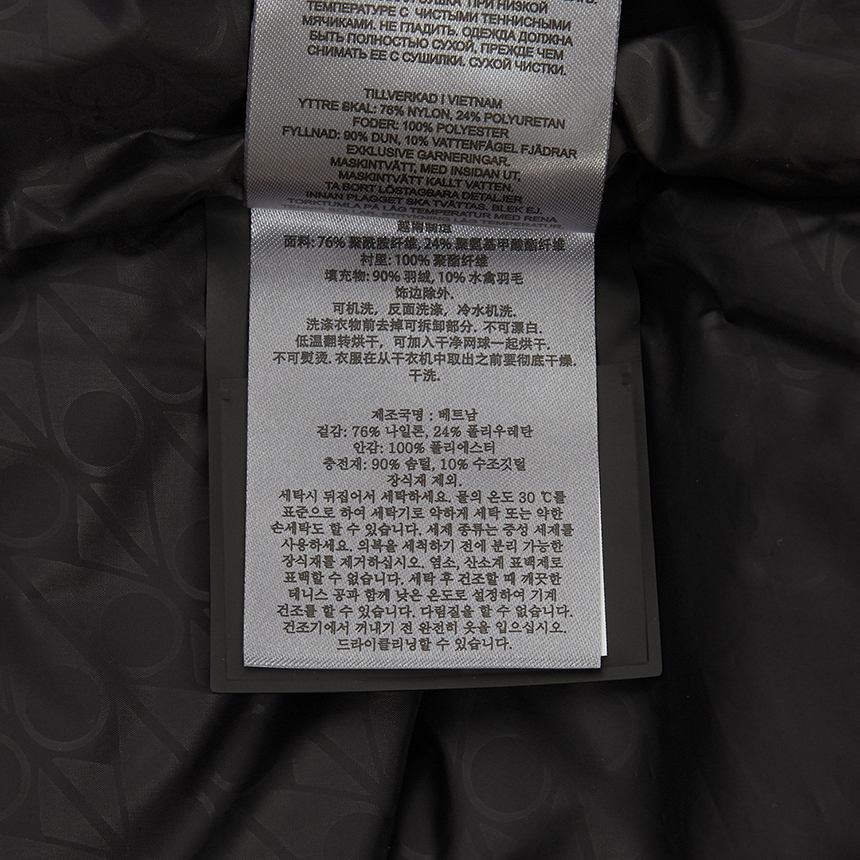 ПРИ НИЗКОЙ
ТЕМПЕРАТУРЕ С ЧИСТЫМИ ТЕННИСНЫМИ
МЯЧИКАМИ. НЕ ГЛАДИТЬ. ОДЕЖДА ДОЛЖНА
БЫТЬ ПОЛНОСТЬЮ СУХОЙ, ПРЕЖДЕ ЧЕМ
СНИМАТЬ ЕЕ С СУШИЛКИ. СУХОЙ ЧИСТКИ.
TILLVERKAD I VIETNAM
YTTRE SKAL: 76% NYLON, 24% POLYURETAN
FODER: 100% POLYESTER
FYLLNAD: 90% DUN, 10% VATTENFÅGEL FJÄDRAR
EXKLUSIVE GARNERINGAR.
MASKINTVÄTT, MED INSIDAN UT,
MASKINTVÄTT KALLT VATTEN.
TA BORT LÖSTAGBARA DETALJER
INNAN PLAGGET SKA TVÄTTAS. BLEK EJ.
TORKTUMLA PÅ LÅG TEMPERATUR MED RENA
越南制造
面料: 76% 聚酰胺纤维, 24% 聚氨基甲酸酯纤维
衬里: 100% 聚酯纤维
填充物: 90% 羽绒, 10% 水禽羽毛
饰边除外.
可机洗, 反面洗涤, 冷水机洗.
洗涤衣物前去掉可拆卸部分. 不可漂白.
低温翻转烘干, 可加入干净网球一起烘干.
不可熨烫. 衣服在从干衣机中取出之前要彻底干燥.
干洗.
제조국명 : 베트남
겉감: 76% 나일론, 24% 폴리우레탄
안감: 100% 폴리에스터
충전재: 90% 솜털, 10% 수조깃털
장식재 제외.
세탁시 뒤집어서 세탁하세요. 물의 온도 30 ℃를
표준으로 하여 세탁기로 약하게 세탁 또는 약한
손세탁도 할 수 있습니다. 세제 종류는 중성 세제를
사용하세요. 의복을 세척하기 전에 분리 가능한
장식재를 제거하십시오. 염소, 산소계 표백제로
표백할 수 없습니다. 세탁 후 건조할 때 깨끗한
테니스 공과 함께 낮은 온도로 설정하여 기계
건조를 할 수 있습니다. 다림질을 할 수 없습니다.
건조기에서 꺼내기 전 완전히 옷을 입으십시오.
드라이클리닝할 수 있습니다.